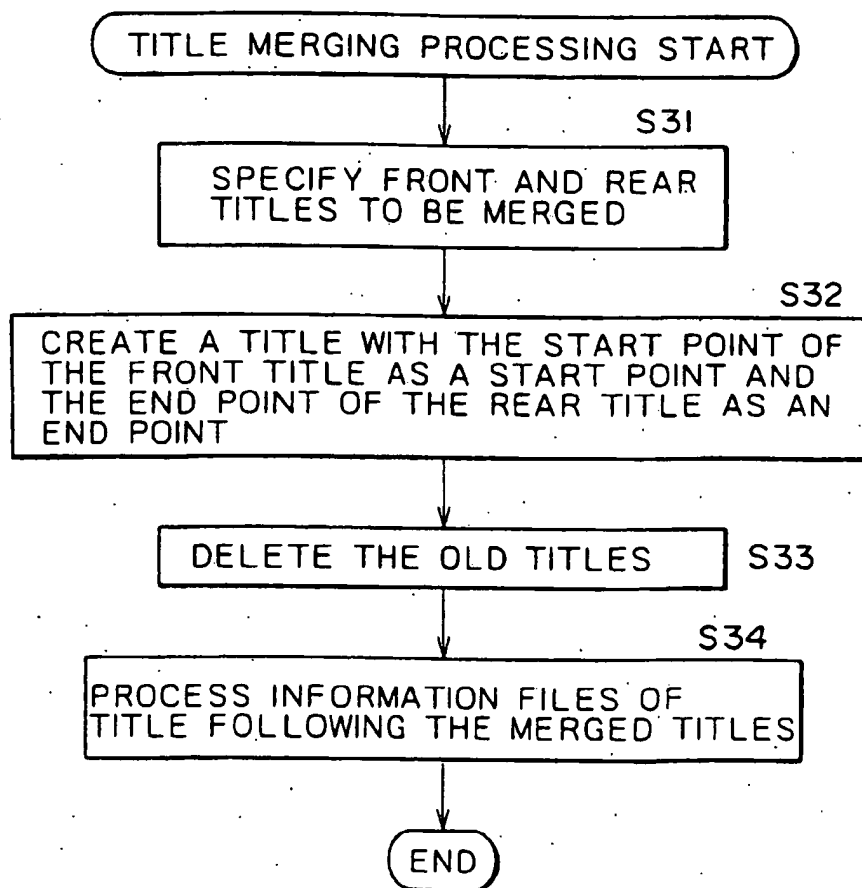 TITLE MERGING PROCESSING START
S31
SPECIFY FRONT AND REAR
TITLES TO BE MERGED
S32
CREATE A TITLE WITH THE START POINT OF
THE FRONT TITLE AS A START POINT AND
THE END POINT OF THE REAR TITLE AS AN
END POINT
DELETE THE OLD TITLES S33
S34
PROCESS INFORMATION FILES OF
TITLE FOLLOWING THE MERGED TITLES
END